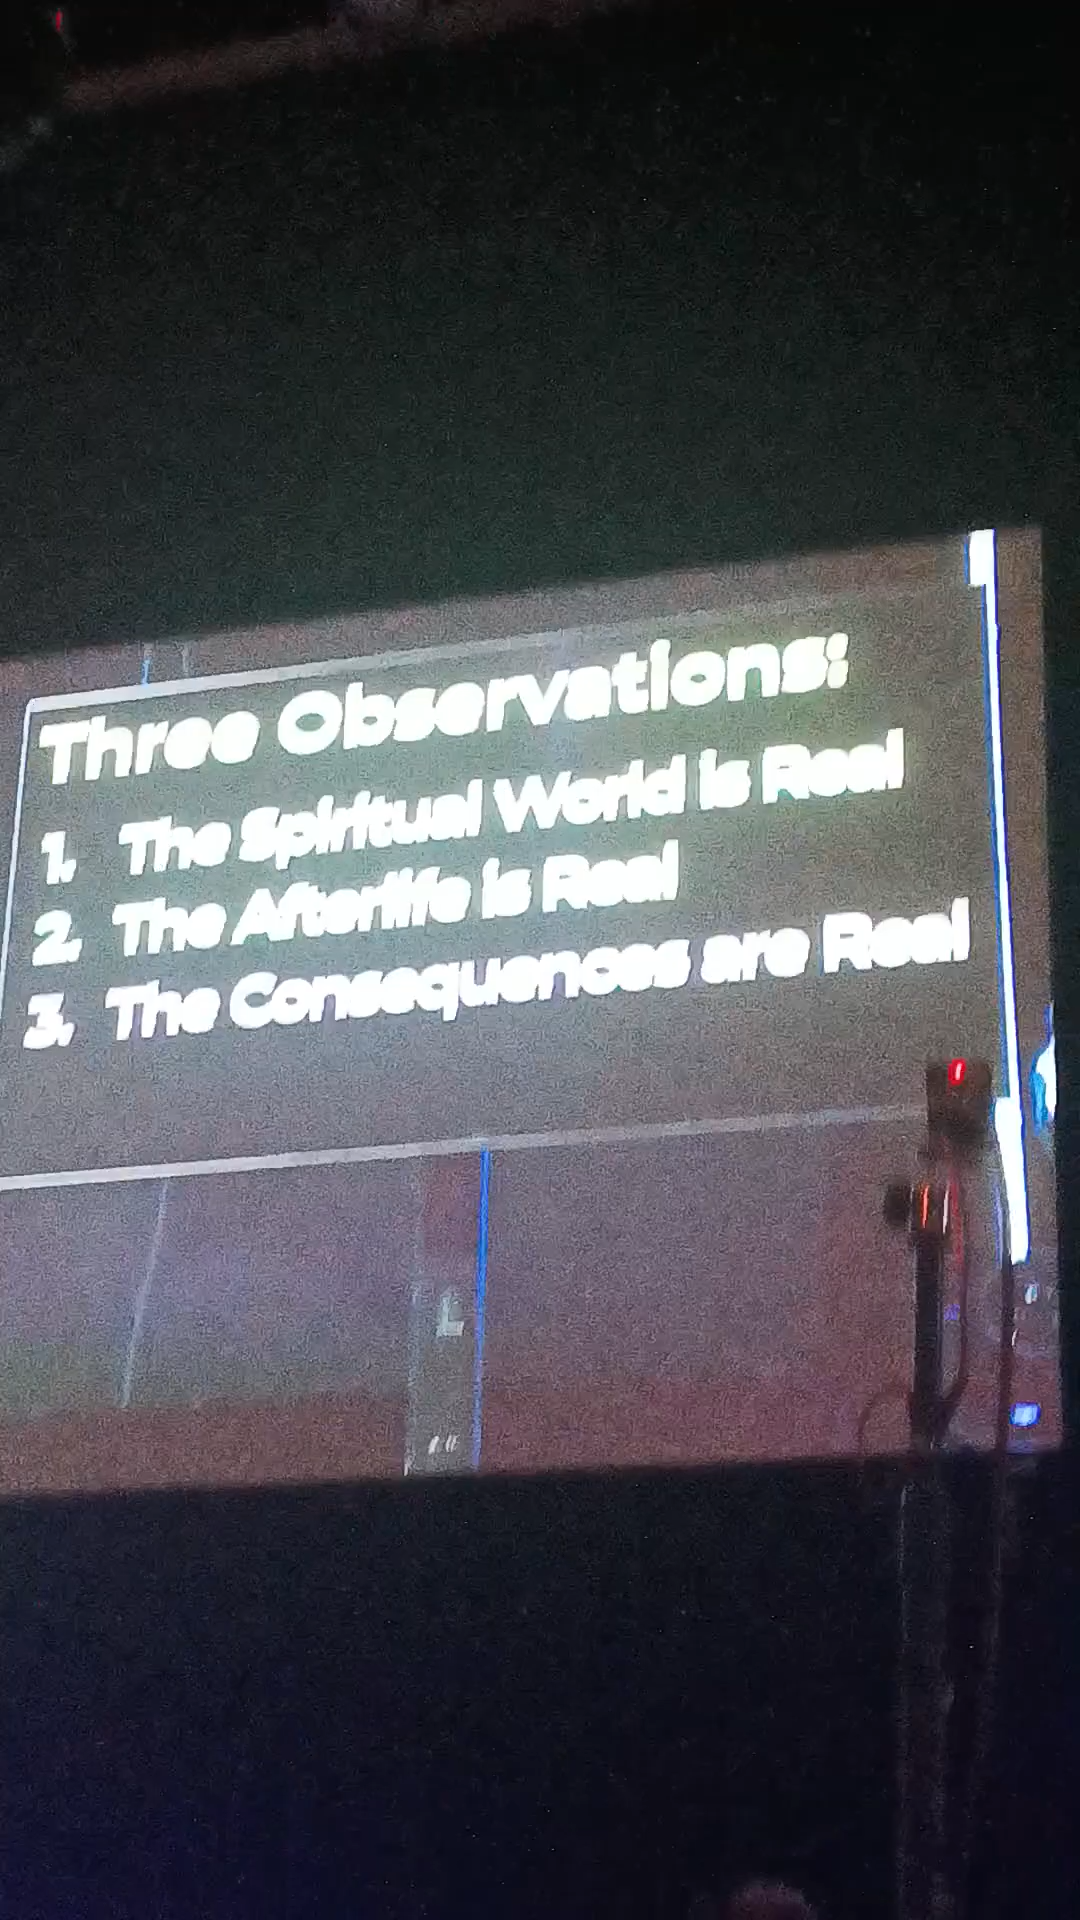 Three Observations:
1. The Spiritual World is Real
2. The Afterlife is Real
3. The Consequences are Real
L